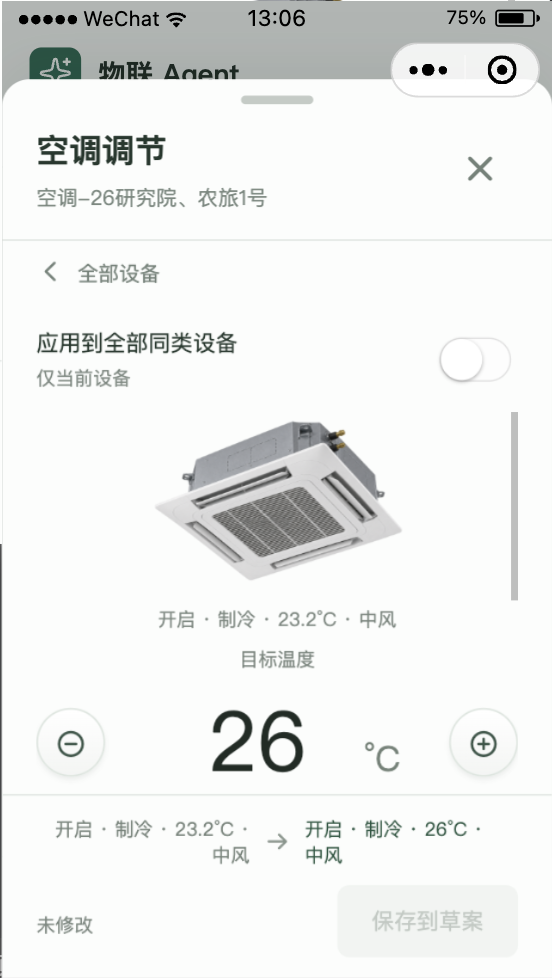 WeChat 13:06 75%
物联 Agent
空调调节
空调-26研究院、农旅1号
全部设备
应用到全部同类设备
仅当前设备
开启 · 制冷 · 23.2°C · 中风
目标温度
26 °C
开启 · 制冷 · 23.2°C ·
中风
→
开启 · 制冷 · 26°C ·
中风
未修改
保存到草案